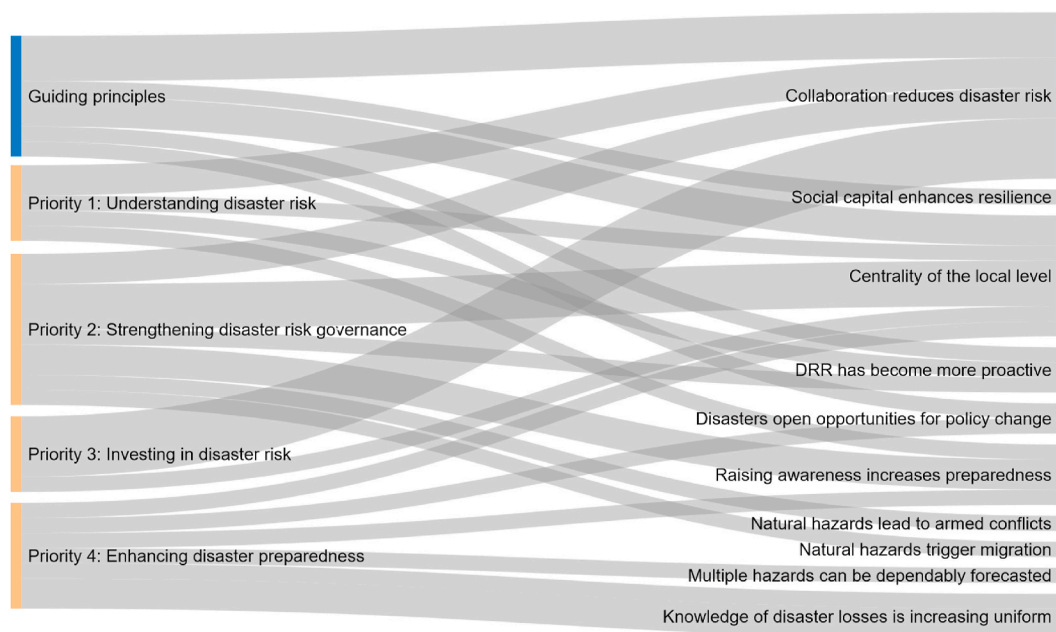 Guiding principles
Priority 1: Understanding disaster risk
Priority 2: Strengthening disaster risk governance
Priority 3: Investing in disaster risk
Priority 4: Enhancing disaster preparedness
Collaboration reduces disaster risk
Social capital enhances resilience
Centrality of the local level
DRR has become more proactive
Disasters open opportunities for policy change
Raising awareness increases preparedness
Natural hazards lead to armed conflicts
Natural hazards trigger migration
Multiple hazards can be dependably forecasted
Knowledge of disaster losses is increasing uniform